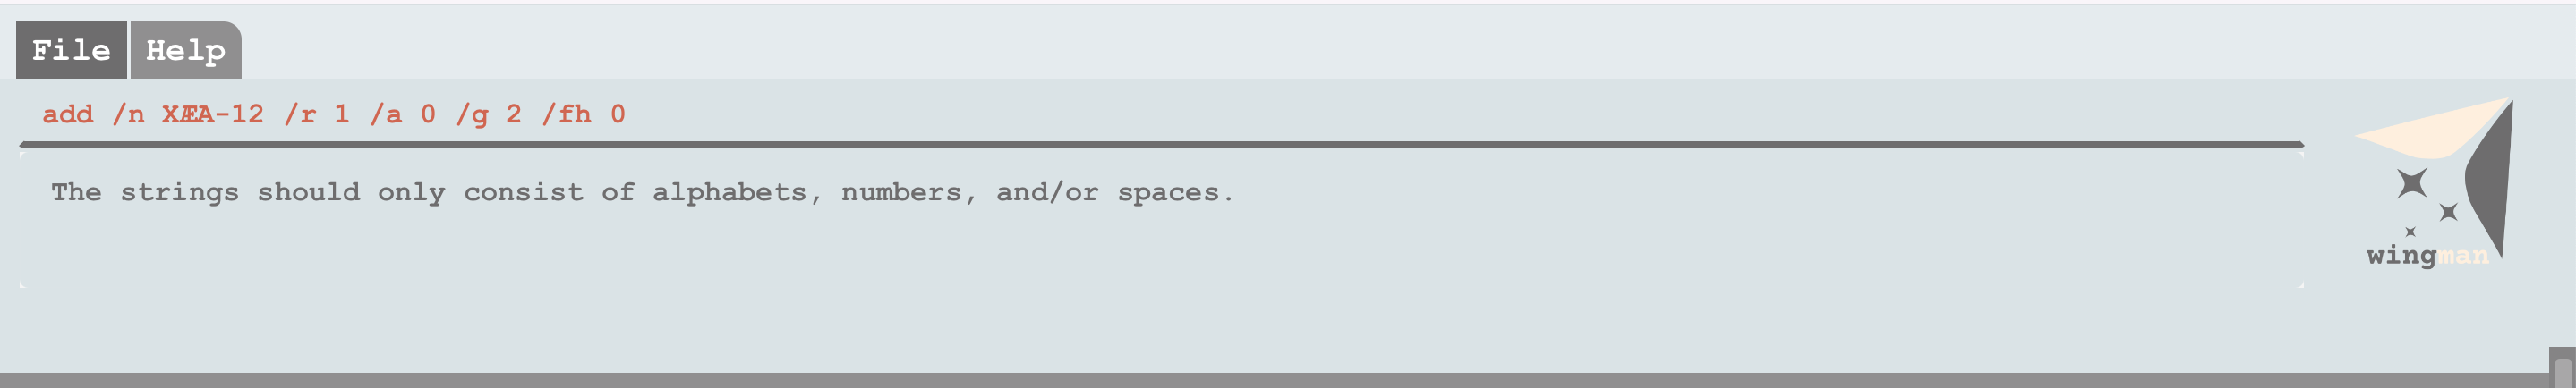 File Help
add /n XÆA-12 /r 1 /a 0 /g 2 /fh 0
The strings should only consist of alphabets, numbers, and/or spaces.
wingman